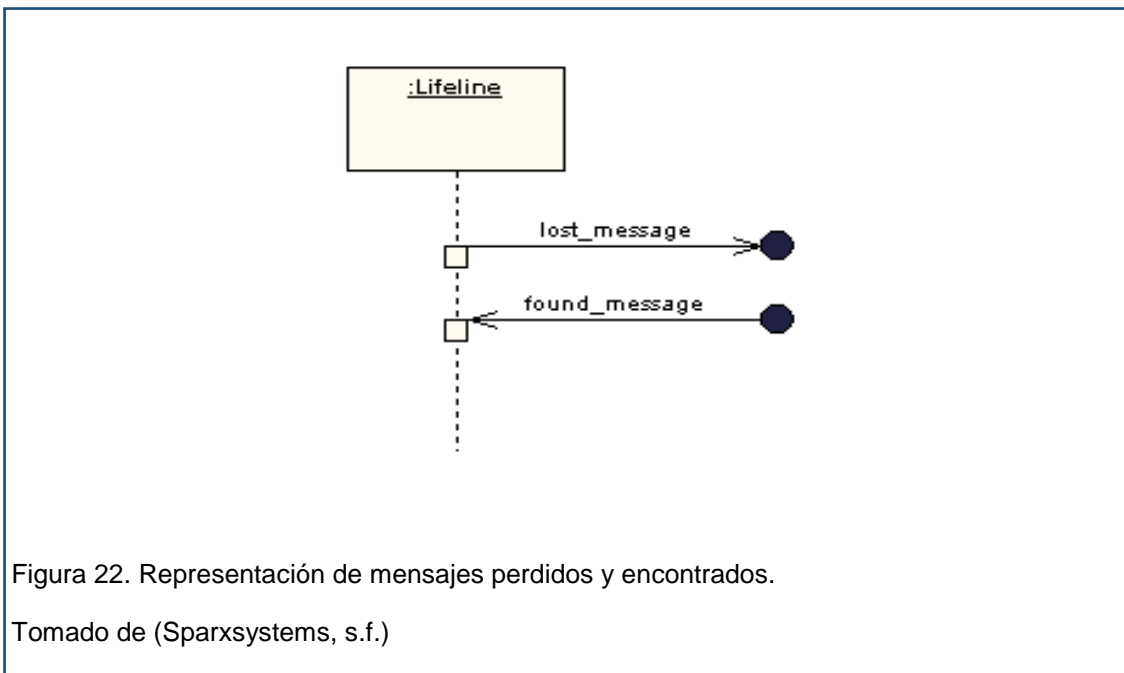 :Lifeline
lost_message
found_message
Figura 22. Representación de mensajes perdidos y encontrados.
Tomado de (Sparxsystems, s.f.)